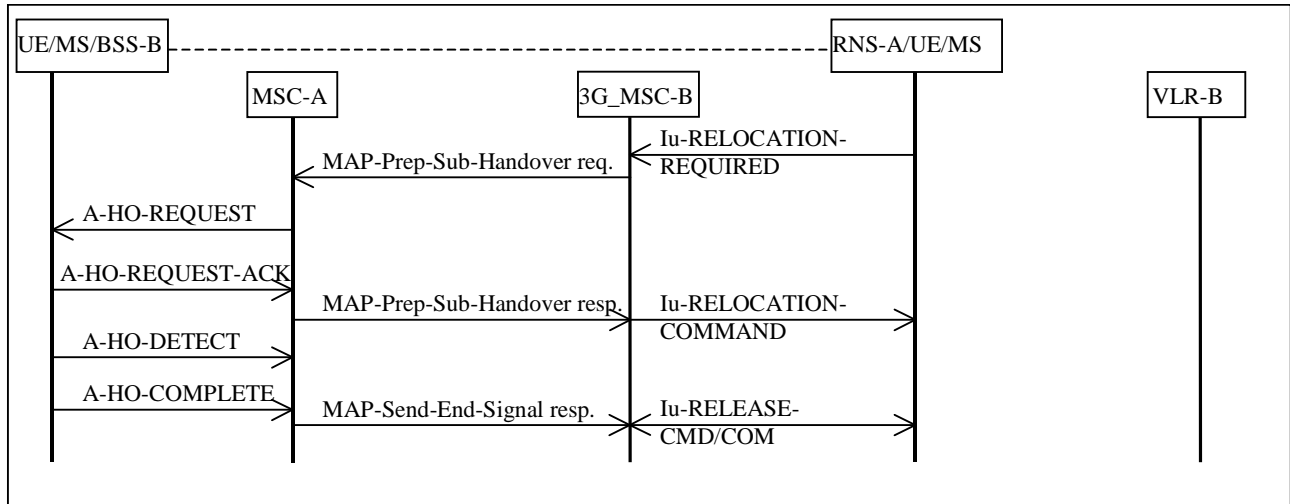 UE/MS/BSS-B
RNS-A/UE/MS
MSC-A
3G_MSC-B
VLR-B
Iu-RELOCATION-
REQUIRED
MAP-Prep-Sub-Handover req.
A-HO-REQUEST
A-HO-REQUEST-ACK
MAP-Prep-Sub-Handover resp.
Iu-RELOCATION-
COMMAND
A-HO-DETECT
A-HO-COMPLETE
MAP-Send-End-Signal resp.
Iu-RELEASE-
CMD/COM